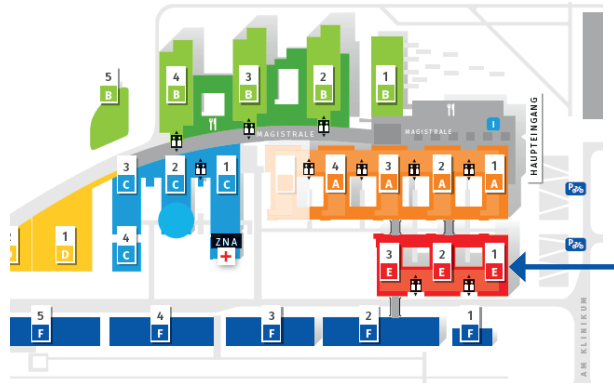 5
B
4
B
3
B
2
B
1
B
MAGISTRALE
MAGISTRALE
i
HAUPTEINGANG
3
C
2
C
1
C
4
A
3
A
2
A
1
A
P
1
D
4
C
ZNA
3
E
2
E
1
E
P
5
F
4
F
3
F
2
F
1
F
AM KLINIKUM